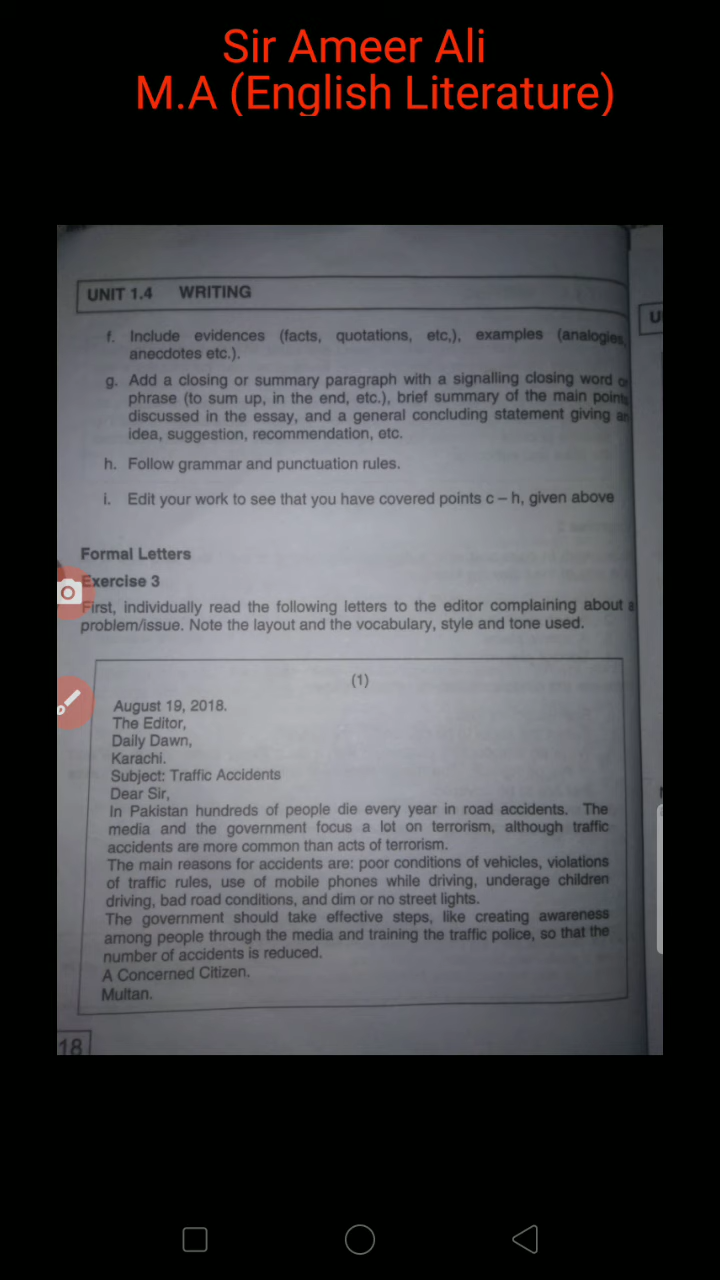 Sir Ameer Ali
M.A (English Literature)
UNIT 1.4 WRITING
U
f. Include evidences (facts, quotations, etc,), examples (analogies,
anecdotes etc.).
g. Add a closing or summary paragraph with a signalling closing word or
phrase (to sum up, in the end, etc.), brief summary of the main points
discussed in the essay, and a general concluding statement giving an
idea, suggestion, recommendation, etc.
h. Follow grammar and punctuation rules.
i. Edit your work to see that you have covered points c – h, given above
Formal Letters
Exercise 3
First, individually read the following letters to the editor complaining about a
problem/issue. Note the layout and the vocabulary, style and tone used.
(1)
August 19, 2018.
The Editor,
Daily Dawn,
Karachi.
Subject: Traffic Accidents
Dear Sir,
In Pakistan hundreds of people die every year in road accidents. The
media and the government focus a lot on terrorism, although traffic
accidents are more common than acts of terrorism.
The main reasons for accidents are: poor conditions of vehicles, violations
of traffic rules, use of mobile phones while driving, underage children
driving, bad road conditions, and dim or no street lights.
The government should take effective steps, like creating awareness
among people through the media and training the traffic police, so that the
number of accidents is reduced.
A Concerned Citizen.
Multan.
18